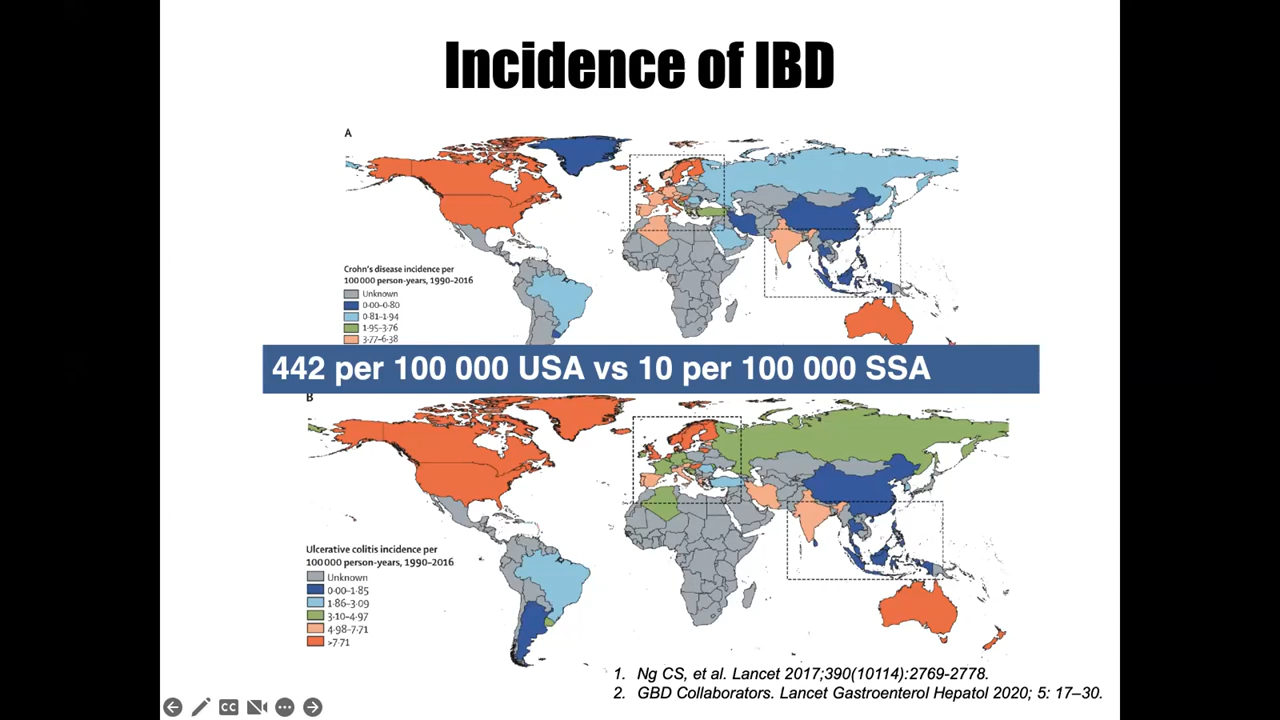 Incidence of IBD
A
Crohn's disease incidence per
100 000 person-years, 1990–2016
Unknown
0·00–0·80
0·81–1·94
1·95–3·76
3·77–6·38
442 per 100 000 USA vs 10 per 100 000 SSA
B
Ulcerative colitis incidence per
100 000 person-years, 1990–2016
Unknown
0·00–1·85
1·86–3·09
3·10–4·97
4·98–7·71
>7·71
1. Ng CS, et al. Lancet 2017;390(10114):2769-2778.
2. GBD Collaborators. Lancet Gastroenterol Hepatol 2020; 5: 17–30.
CC